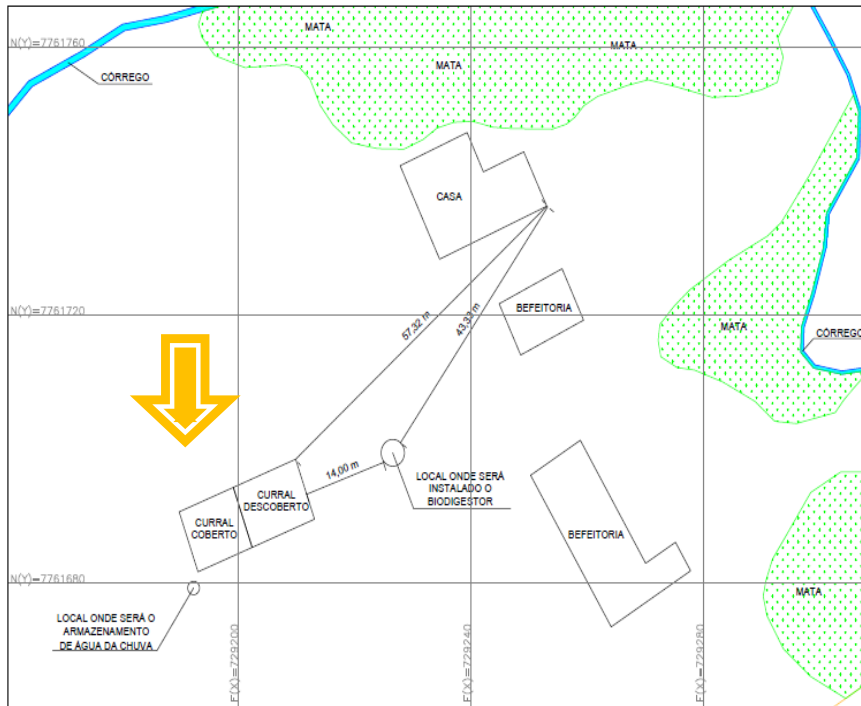 MATA
N(Y)=7761760
MATA
MATA
CÓRREGO
CASA
BEFEITORIA
N(Y)=7761720
57,32 m
43,33 m
MATA
CÓRREGO
14,00 m
LOCAL ONDE SERÁ
INSTALADO O
BIODIGESTOR
CURRAL
DESCOBERTO
CURRAL
COBERTO
BEFEITORIA
N(Y)=7761680
MATA
LOCAL ONDE SERÁ O
ARMAZENAMENTO
DE ÁGUA DA CHUVA
E(X)=729200
E(X)=729240
E(X)=729280